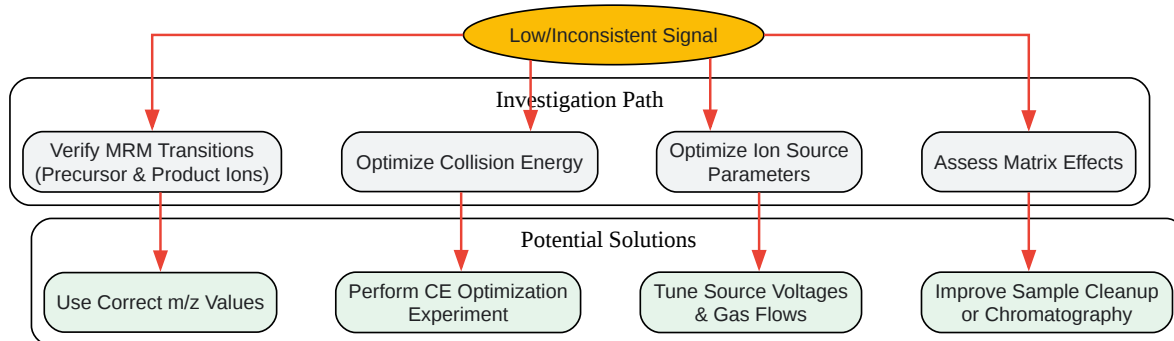 Low/Inconsistent Signal
Investigation Path
Verify MRM Transitions
(Precursor & Product Ions)
Optimize Collision Energy
Optimize Ion Source
Parameters
Assess Matrix Effects
Potential Solutions
Use Correct m/z Values
Perform CE Optimization
Experiment
Tune Source Voltages
& Gas Flows
Improve Sample Cleanup
or Chromatography